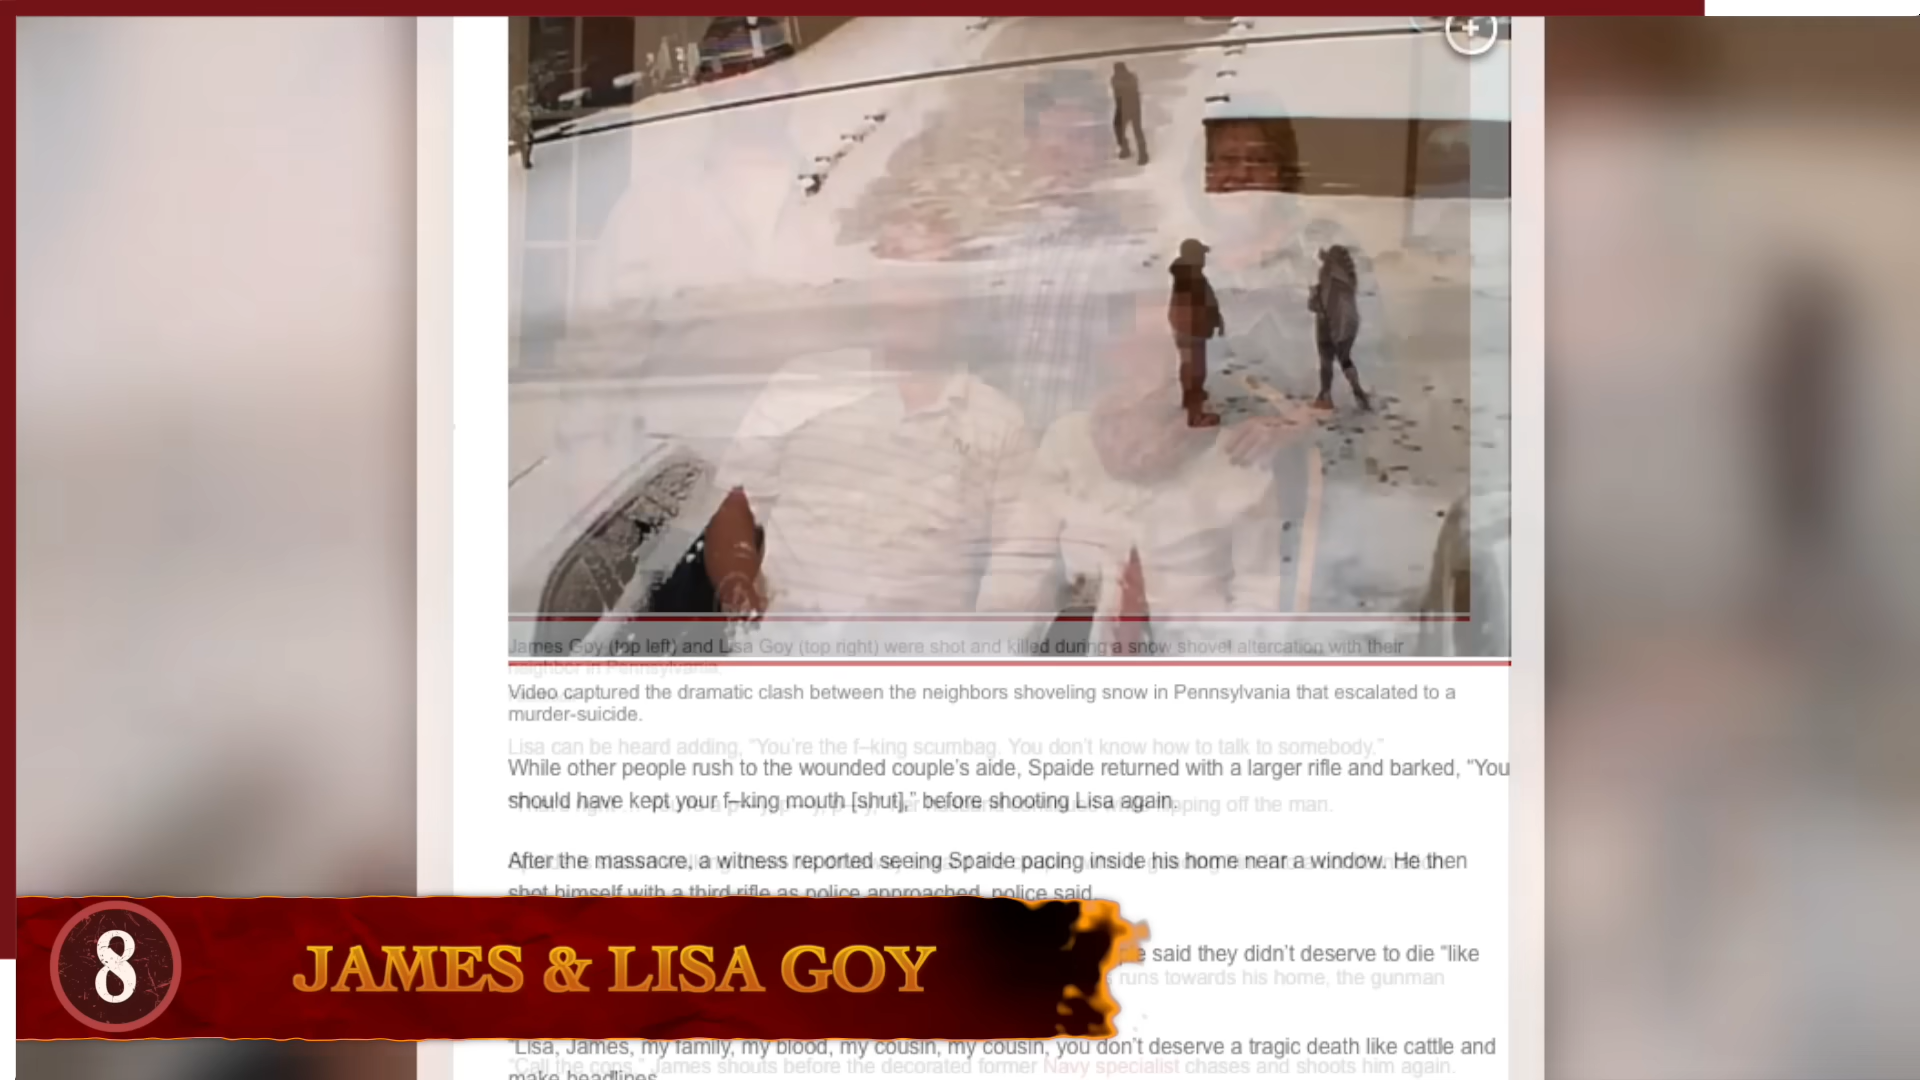 James Goy (top left) and Lisa Goy (top right) were shot and killed during a snow shovel altercation with their
neighbor in Pennsylvania.
Video captured the dramatic clash between the neighbors shoveling snow in Pennsylvania that escalated to a
murder-suicide.
Lisa can be heard adding, “You’re the f–king scumbag. You don’t know how to talk to somebody.”
While other people rush to the wounded couple’s aide, Spaide returned with a larger rifle and barked, “You
should have kept your f–king mouth [shut],” before shooting Lisa again.
flipping off the man.
After the massacre, a witness reported seeing Spaide pacing inside his home near a window. He then
shot himself with a third rifle as police approached, police said.
said they didn’t deserve to die “like
runs towards his home, the gunman
8
JAMES & LISA GOY
“Lisa, James, my family, my blood, my cousin, my cousin, you don’t deserve a tragic death like cattle and
“Call the cops,” James shouts before the decorated former Navy specialist chases and shoots him again.
make headlines